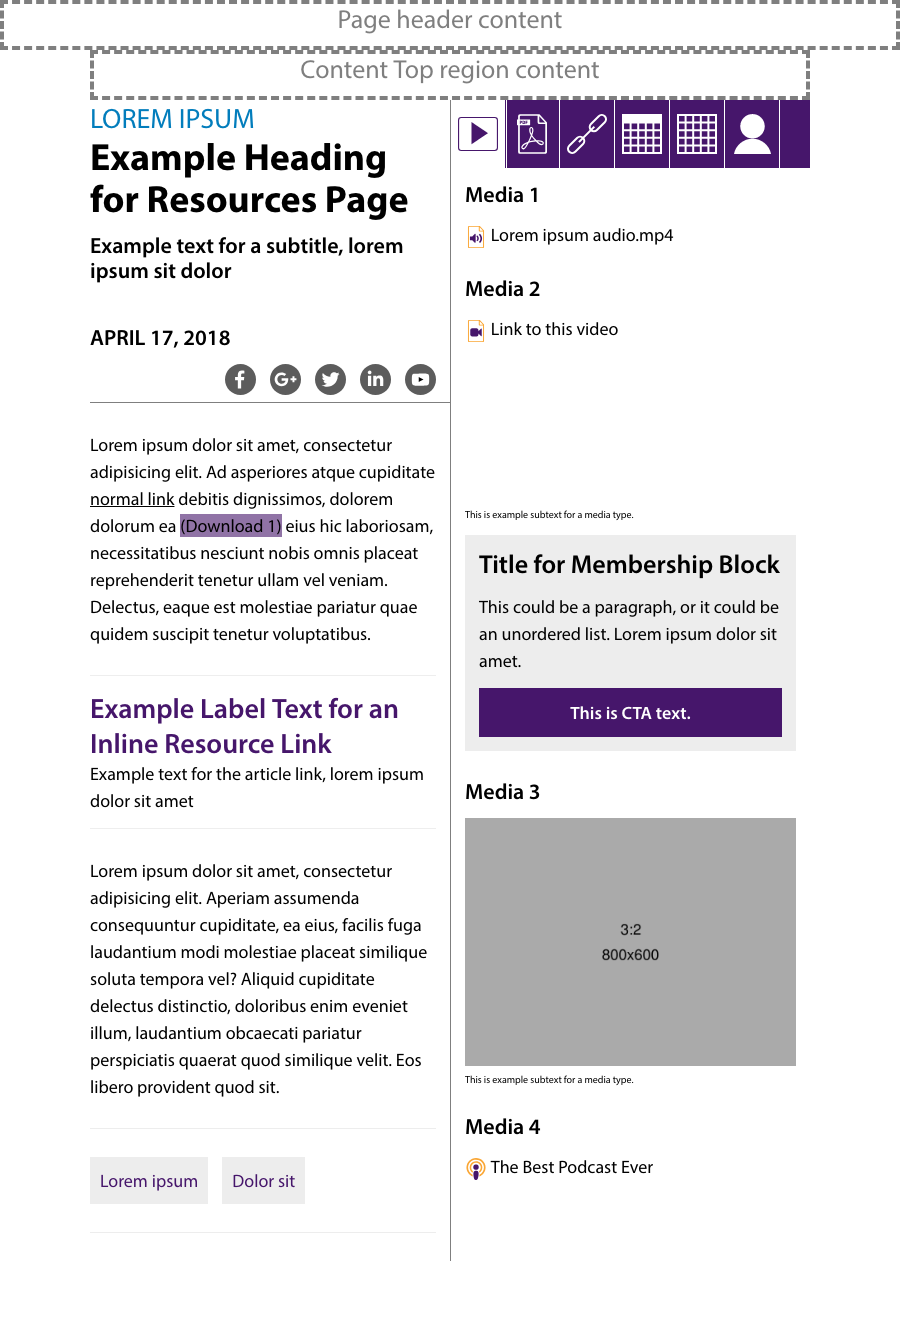 Page header content
Content Top region content
LOREM IPSUM
Example Heading
for Resources Page
Example text for a subtitle, lorem
ipsum sit dolor
APRIL 17, 2018
Lorem ipsum dolor sit amet, consectetur
adipisicing elit. Ad asperiores atque cupiditate
normal link debitis dignissimos, dolorem
dolorum ea (Download 1) eius hic laboriosam,
necessitatibus nesciunt nobis omnis placeat
reprehenderit tenetur ullam vel veniam.
Delectus, eaque est molestiae pariatur quae
quidem suscipit tenetur voluptatibus.
Example Label Text for an
Inline Resource Link
Example text for the article link, lorem ipsum
dolor sit amet
Lorem ipsum dolor sit amet, consectetur
adipisicing elit. Aperiam assumenda
consequuntur cupiditate, ea eius, facilis fuga
laudantium modi molestiae placeat similique
soluta tempora vel? Aliquid cupiditate
delectus distinctio, doloribus enim eveniet
illum, laudantium obcaecati pariatur
perspiciatis quaerat quod similique velit. Eos
libero provident quod sit.
Lorem ipsum
Dolor sit
PDF
Media 1
Lorem ipsum audio.mp4
Media 2
Link to this video
This is example subtext for a media type.
Title for Membership Block
This could be a paragraph, or it could be
an unordered list. Lorem ipsum dolor sit
amet.
This is CTA text.
Media 3
3:2
800x600
This is example subtext for a media type.
Media 4
The Best Podcast Ever